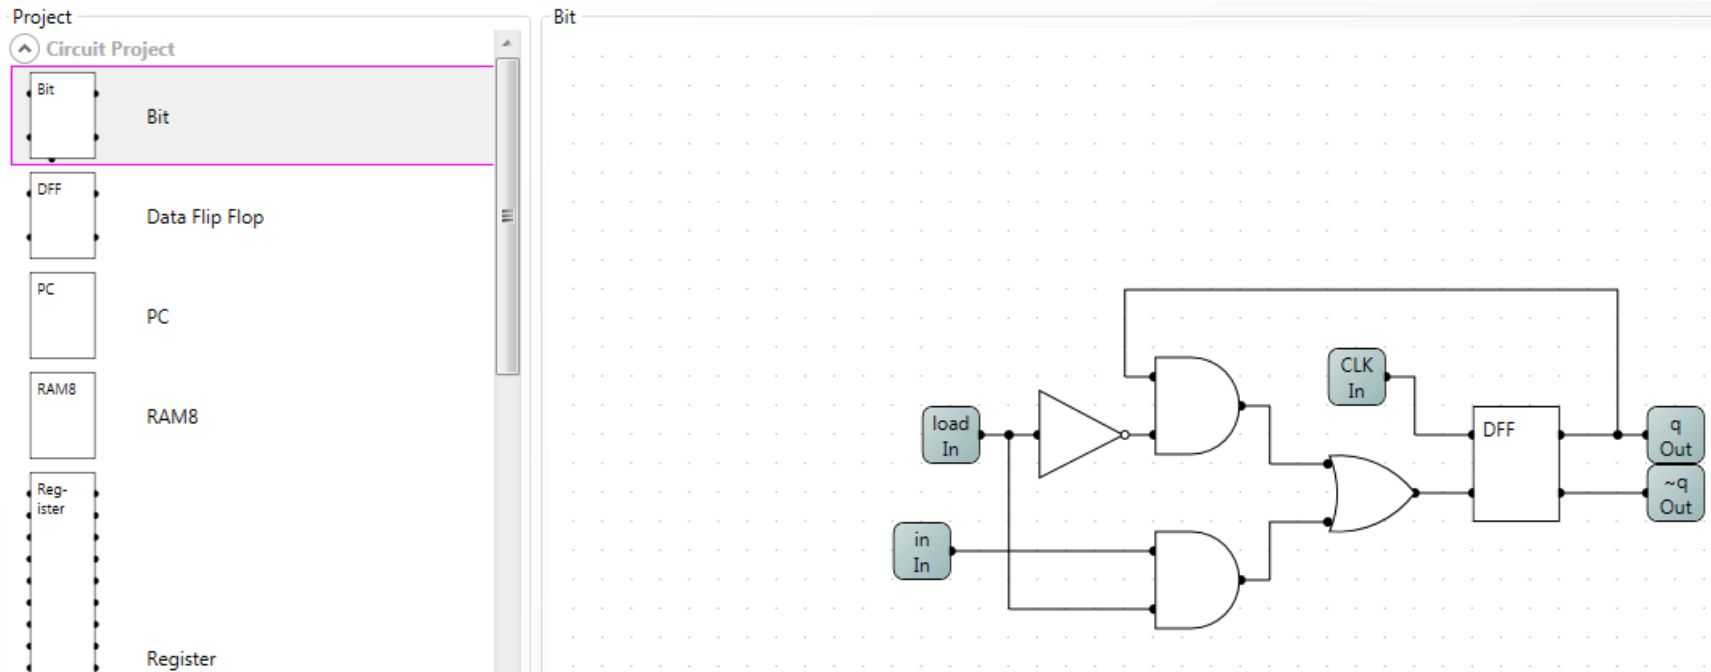 Project
Circuit Project
Bit
Bit
DFF
Data Flip Flop
PC
PC
RAM8
RAM8
Reg-
ister
Register
Bit
CLK
In
load
In
DFF
q
Out
~q
Out
in
In